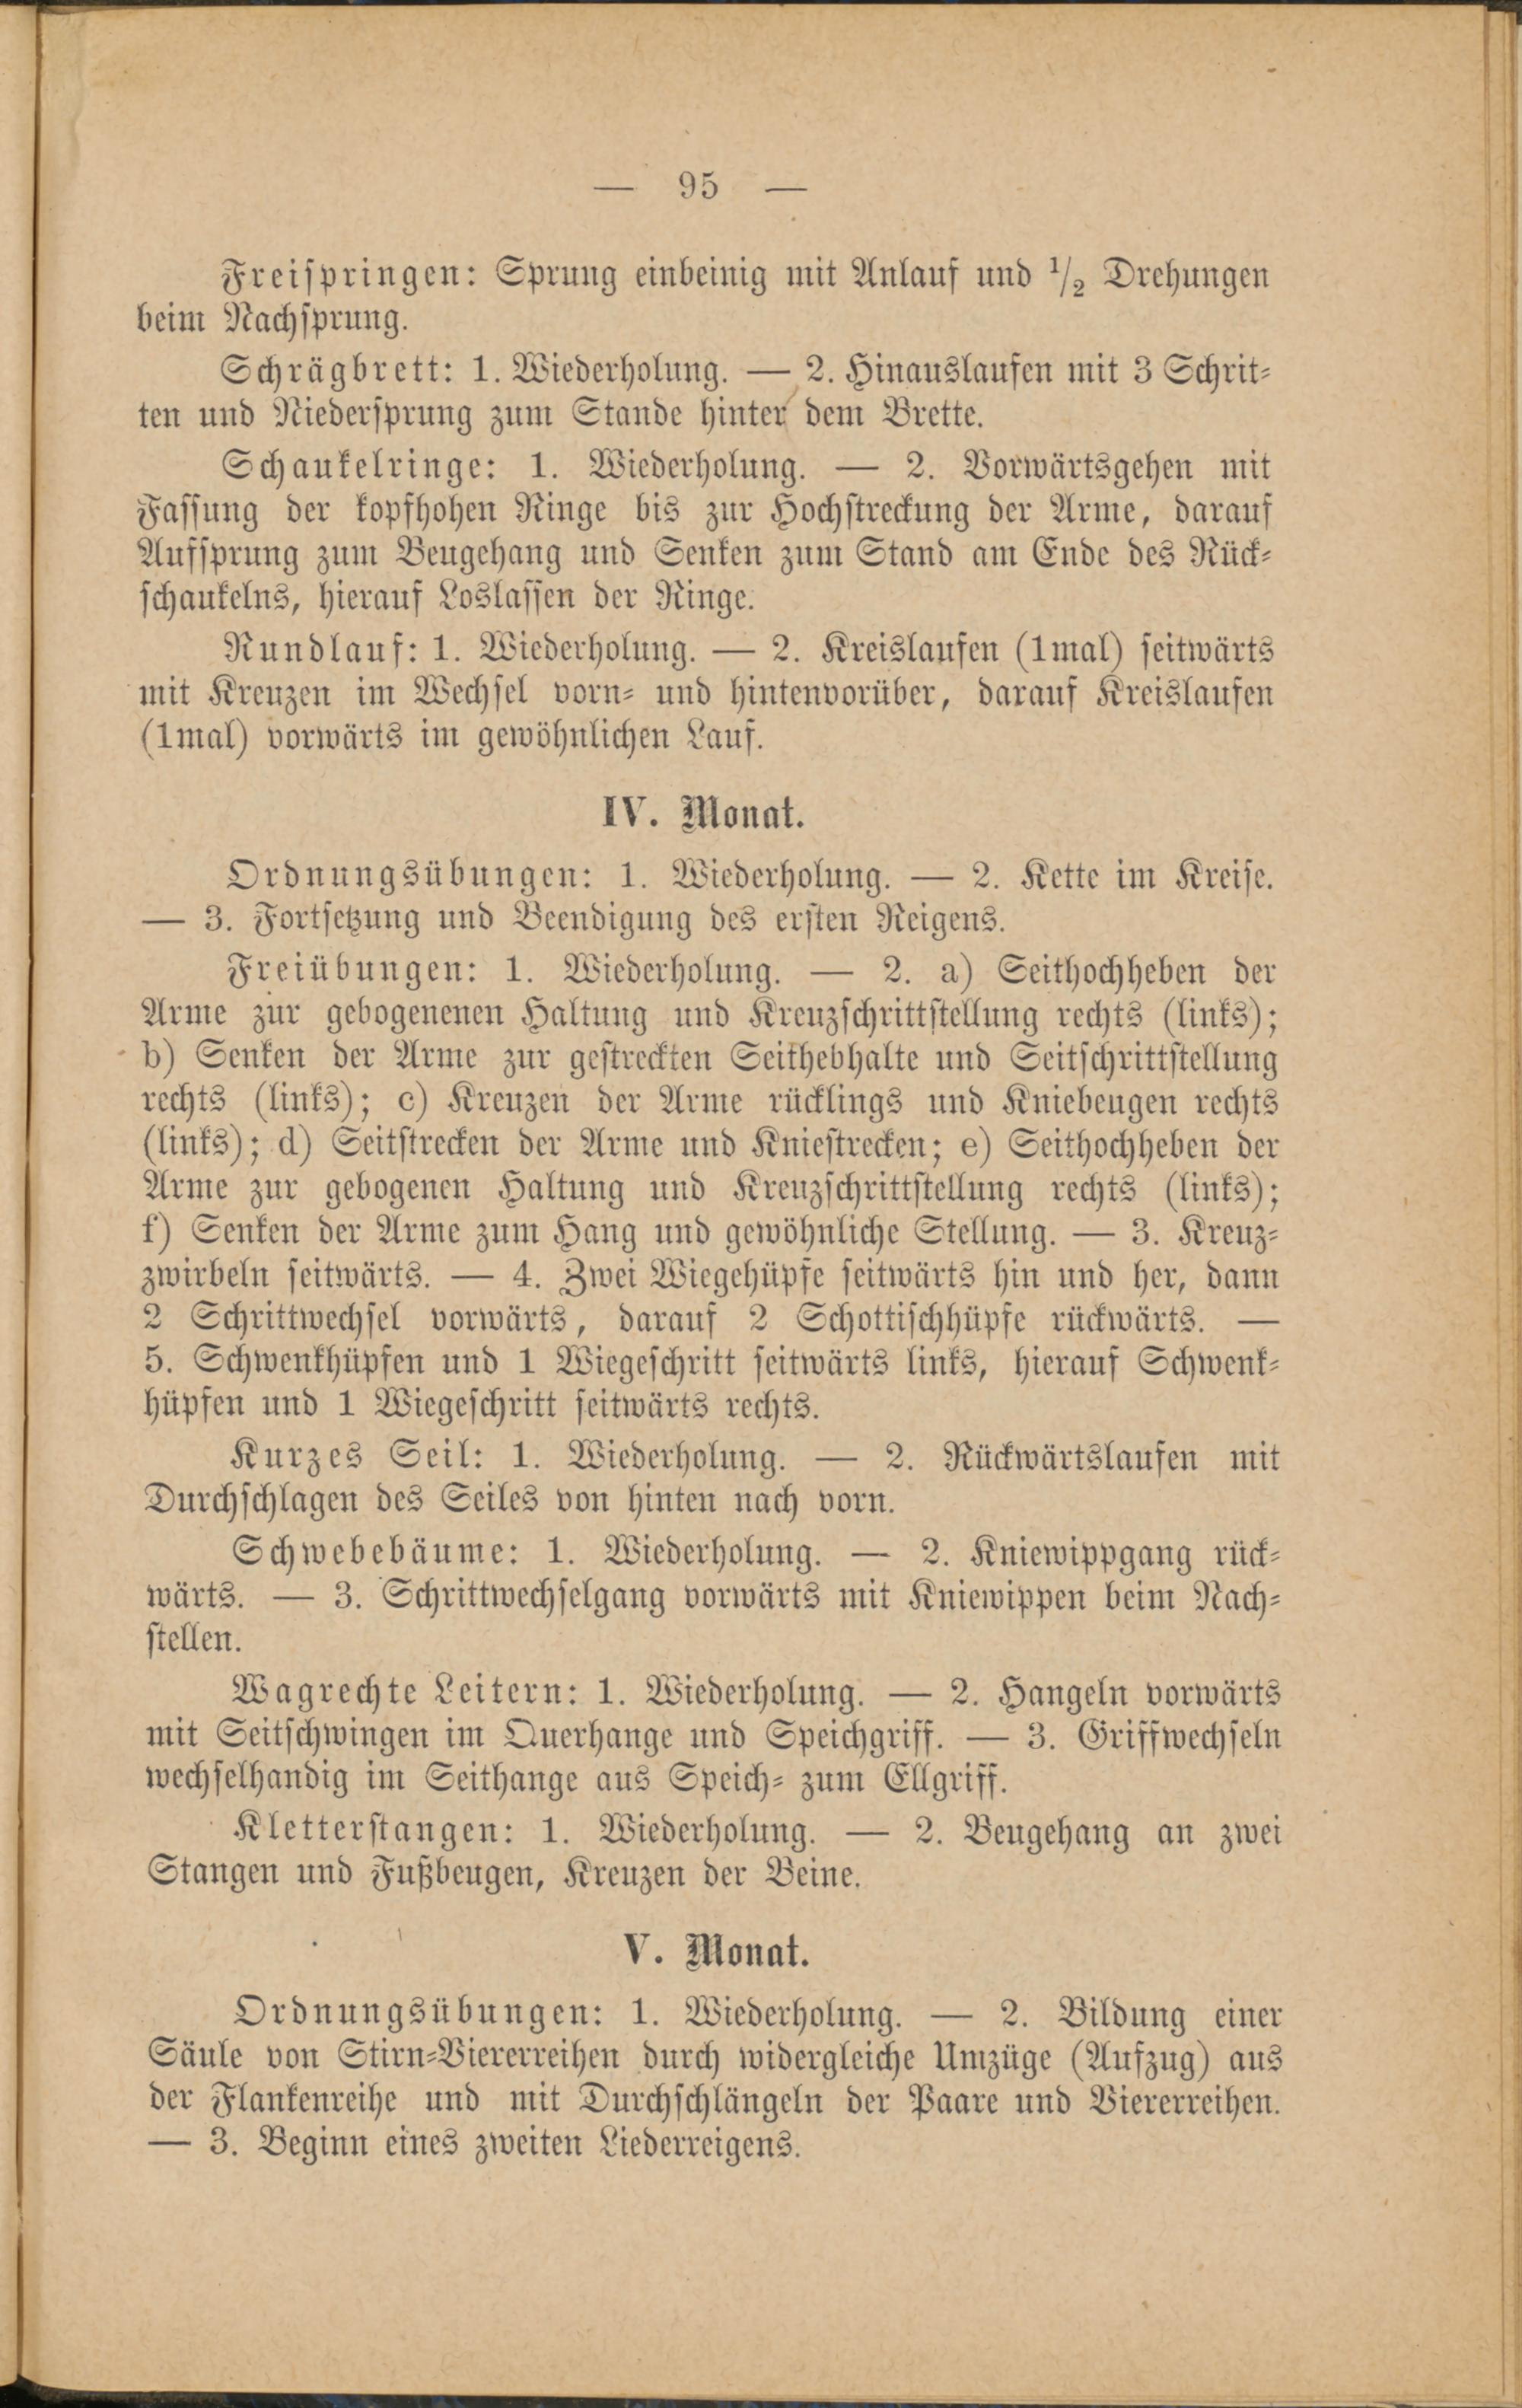 — 95 —
Freispringen: Sprung einbeinig mit Anlauf und 1/2 Drehungen
beim Nachsprung.
Schrägbrett: 1. Wiederholung. — 2. Hinauslaufen mit 3 Schrit-
ten und Niedersprung zum Stande hinter dem Brette.
Schaukelringe: 1. Wiederholung. — 2. Vorwärtsgehen mit
Fassung der kopfhohen Ringe bis zur Hochstreckung der Arme, darauf
Aufsprung zum Beugehang und Senken zum Stand am Ende des Rück-
schaukelns, hierauf Loslassen der Ringe.
Rundlauf: 1. Wiederholung. — 2. Kreislaufen (1mal) seitwärts
mit Kreuzen im Wechsel vorn- und hintenvorüber, darauf Kreislaufen
(1mal) vorwärts im gewöhnlichen Lauf.
IV. Monat.
Ordnungsübungen: 1. Wiederholung. — 2. Kette im Kreise.
— 3. Fortsetzung und Beendigung des ersten Reigens.
Freiübungen: 1. Wiederholung. — 2. a) Seithochheben der
Arme zur gebogenenen Haltung und Kreuzschrittstellung rechts (links);
b) Senken der Arme zur gestreckten Seithebhalte und Seitschrittstellung
rechts (links); c) Kreuzen der Arme rücklings und Kniebeugen rechts
(links); d) Seitstrecken der Arme und Kniestrecken; e) Seithochheben der
Arme zur gebogenen Haltung und Kreuzschrittstellung rechts (links);
f) Senken der Arme zum Hang und gewöhnliche Stellung. — 3. Kreuz-
zwirbeln seitwärts. — 4. Zwei Wiegehüpfe seitwärts hin und her, dann
2 Schrittwechsel vorwärts, darauf 2 Schottischhüpfe rückwärts. —
5. Schwenkhüpfen und 1 Wiegeschritt seitwärts links, hierauf Schwenk-
hüpfen und 1 Wiegeschritt seitwärts rechts.
Kurzes Seil: 1. Wiederholung. — 2. Rückwärtslaufen mit
Durchschlagen des Seiles von hinten nach vorn.
Schwebebäume: 1. Wiederholung. — 2. Kniewippgang rück-
wärts. — 3. Schrittwechselgang vorwärts mit Kniewippen beim Nach-
stellen.
Wagrechte Leitern: 1. Wiederholung. — 2. Hangeln vorwärts
mit Seitschwingen im Querhange und Speichgriff. — 3. Griffwechseln
wechselhandig im Seithange aus Speich- zum Ellgriff.
Kletterstangen: 1. Wiederholung. — 2. Beugehang an zwei
Stangen und Fußbeugen, Kreuzen der Beine.
V. Monat.
Ordnungsübungen: 1. Wiederholung. — 2. Bildung einer
Säule von Stirn-Viererreihen durch widergleiche Umzüge (Aufzug) aus
der Flankenreihe und mit Durchschlängeln der Paare und Viererreihen.
— 3. Beginn eines zweiten Liederreigens.